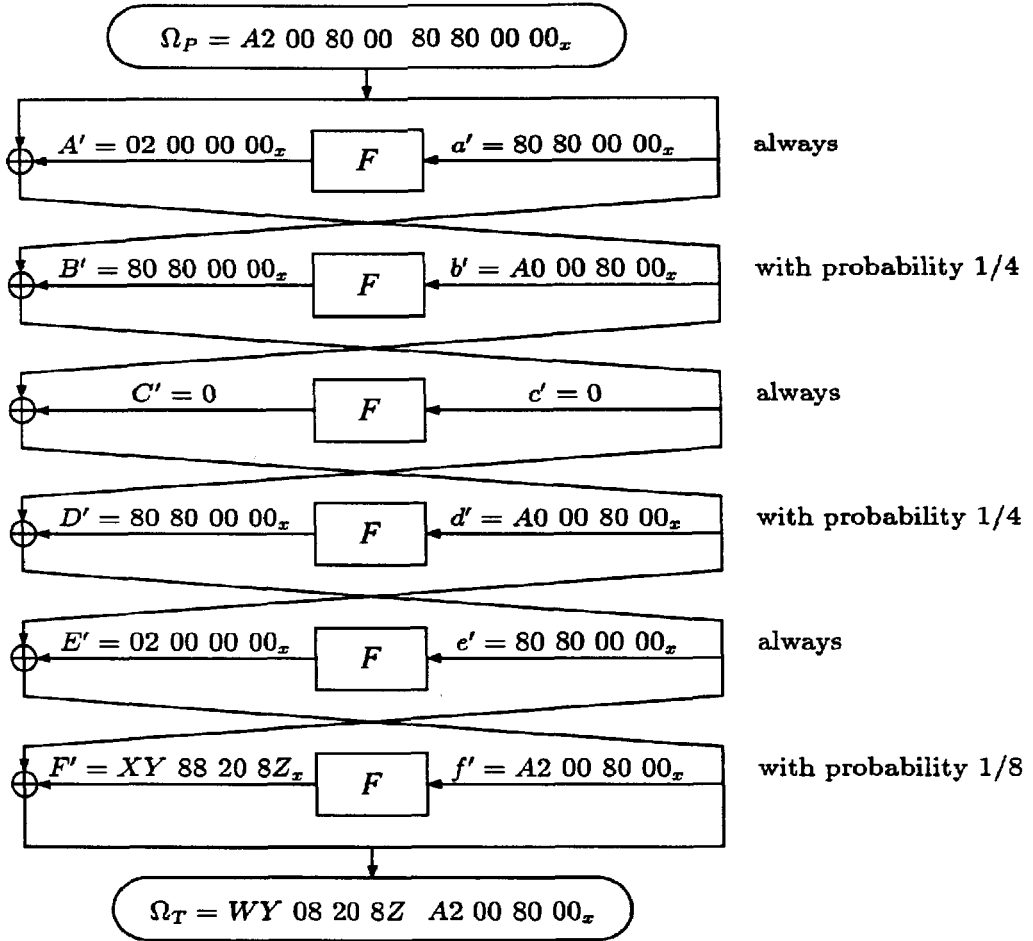 Ω_P = A2 00 80 00 80 80 00 00_x
A' = 02 00 00 00_x F a' = 80 80 00 00_x always
B' = 80 80 00 00_x F b' = A0 00 80 00_x with probability 1/4
C' = 0 F c' = 0 always
D' = 80 80 00 00_x F d' = A0 00 80 00_x with probability 1/4
E' = 02 00 00 00_x F e' = 80 80 00 00_x always
F' = XY 88 20 8Z_x F f' = A2 00 80 00_x with probability 1/8
Ω_T = WY 08 20 8Z A2 00 80 00_x